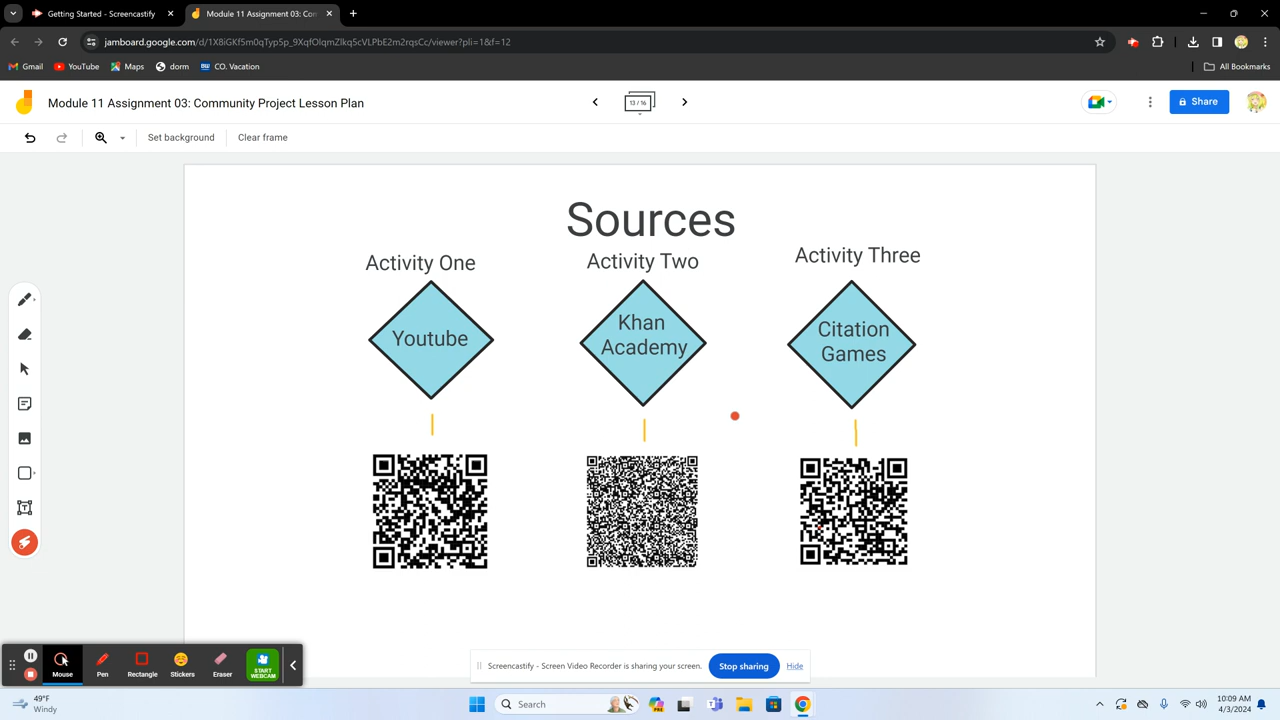 Getting Started - Screencastify
Module 11 Assignment 03: Con
jamboard.google.com/d/1X8iGKf5m0qTyp5p_9XqfOlqmZlkq5cVLPbE2m2rqsCc/viewer?pli=1&f=12
Gmail
YouTube
Maps
dorm
CO. Vacation
All Bookmarks
Module 11 Assignment 03: Community Project Lesson Plan
13 / 16
Share
Set background
Clear frame
Sources
Activity One
Activity Two
Activity Three
Youtube
Khan
Academy
Citation
Games
Mouse
Pen
Rectangle
Stickers
Eraser
START
WEBCAM
Screencastify - Screen Video Recorder is sharing your screen.
Stop sharing
Hide
49°F
Windy
Search
10:09 AM
4/3/2024